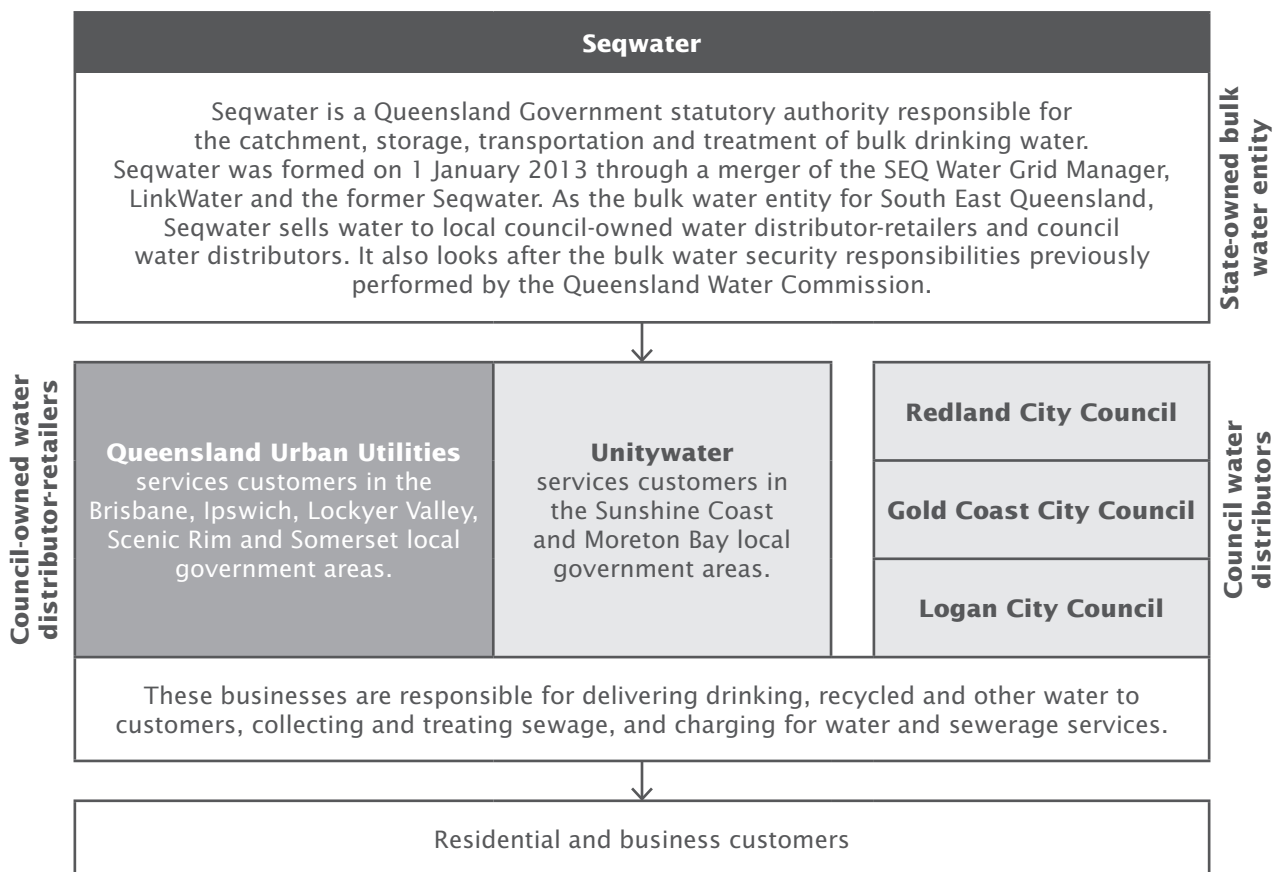 Seqwater
Seqwater is a Queensland Government statutory authority responsible for
the catchment, storage, transportation and treatment of bulk drinking water.
Seqwater was formed on 1 January 2013 through a merger of the SEQ Water Grid Manager,
LinkWater and the former Seqwater. As the bulk water entity for South East Queensland,
Seqwater sells water to local council-owned water distributor-retailers and council
water distributors. It also looks after the bulk water security responsibilities previously
performed by the Queensland Water Commission.
State-owned bulk
water entity
Council-owned water
distributor-retailers
Queensland Urban Utilities
services customers in the
Brisbane, Ipswich, Lockyer Valley,
Scenic Rim and Somerset local
government areas.
Unitywater
services customers in
the Sunshine Coast
and Moreton Bay local
government areas.
Redland City Council
Gold Coast City Council
Logan City Council
Council water
distributors
These businesses are responsible for delivering drinking, recycled and other water to
customers, collecting and treating sewage, and charging for water and sewerage services.
Residential and business customers